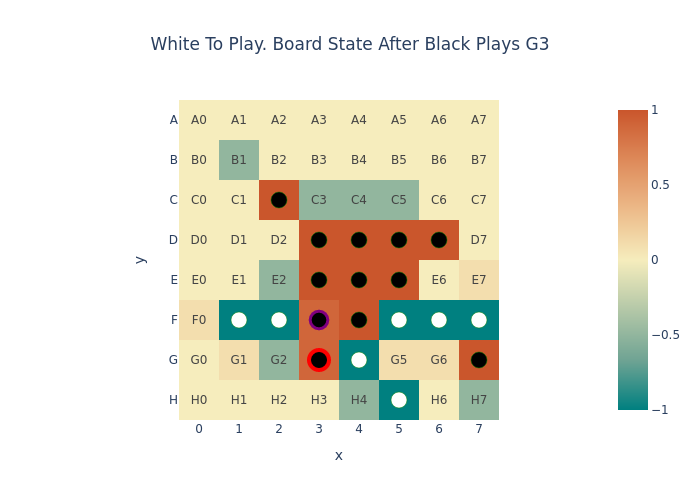 White To Play. Board State After Black Plays G3
A A0 A1 A2 A3 A4 A5 A6 A7
B B0 B1 B2 B3 B4 B5 B6 B7
C C0 C1 C3 C4 C5 C6 C7
D D0 D1 D2 D7
E E0 E1 E2 E6 E7
F F0
G G0 G1 G2 G5 G6
H H0 H1 H2 H3 H4 H6 H7
0 1 2 3 4 5 6 7
x
y
1
0.5
0
−0.5
−1